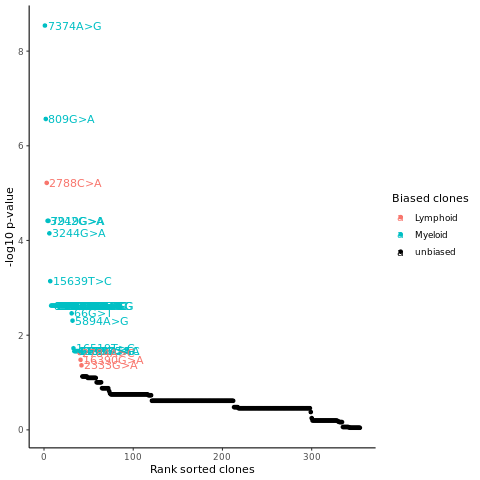 7374A>G
8
809G>A
6
2788C>A
4
3244G>A
15639T>C
66G>T
5894A>G
2
16390G>A
2333G>A
0
0
100
200
300
-log10 p-value
Rank sorted clones
Biased clones
Lymphoid
Myeloid
unbiased